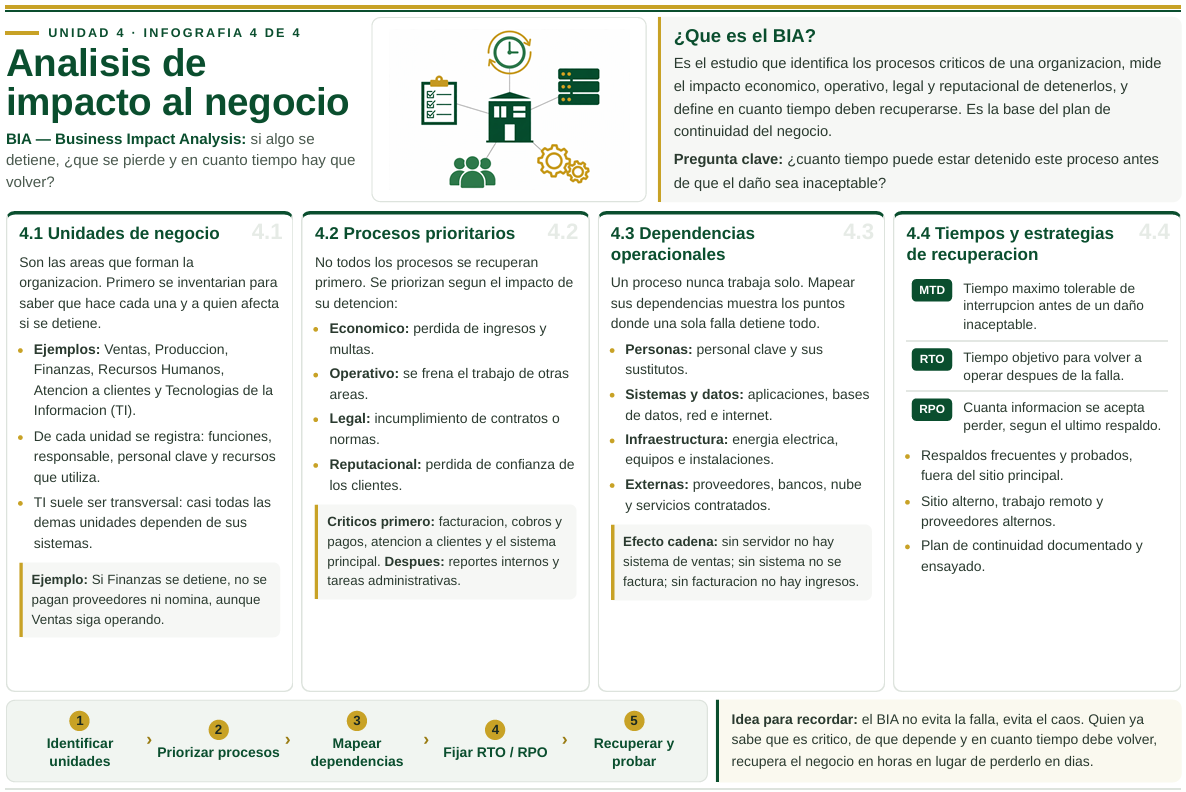 UNIDAD 4 · INFOGRAFIA 4 DE 4
Analisis de
impacto al negocio
BIA — Business Impact Analysis: si algo se
detiene, ¿que se pierde y en cuanto tiempo hay que
volver?
¿Que es el BIA?
Es el estudio que identifica los procesos criticos de una organizacion, mide
el impacto economico, operativo, legal y reputacional de detenerlos, y
define en cuanto tiempo deben recuperarse. Es la base del plan de
continuidad del negocio.
Pregunta clave: ¿cuanto tiempo puede estar detenido este proceso antes
de que el daño sea inaceptable?
4.1 Unidades de negocio
4.1
Son las areas que forman la
organizacion. Primero se inventarian para
saber que hace cada una y a quien afecta
si se detiene.
• Ejemplos: Ventas, Produccion,
Finanzas, Recursos Humanos,
Atencion a clientes y Tecnologias de la
Informacion (TI).
• De cada unidad se registra: funciones,
responsable, personal clave y recursos
que utiliza.
• TI suele ser transversal: casi todas las
demas unidades dependen de sus
sistemas.
Ejemplo: Si Finanzas se detiene, no se
pagan proveedores ni nomina, aunque
Ventas siga operando.
4.2 Procesos prioritarios
4.2
No todos los procesos se recuperan
primero. Se priorizan segun el impacto de
su detencion:
• Economico: perdida de ingresos y
multas.
• Operativo: se frena el trabajo de otras
areas.
• Legal: incumplimiento de contratos o
normas.
• Reputacional: perdida de confianza de
los clientes.
Criticos primero: facturacion, cobros y
pagos, atencion a clientes y el sistema
principal. Despues: reportes internos y
tareas administrativas.
4.3 Dependencias
operacionales
4.3
Un proceso nunca trabaja solo. Mapear
sus dependencias muestra los puntos
donde una sola falla detiene todo.
• Personas: personal clave y sus
sustitutos.
• Sistemas y datos: aplicaciones, bases
de datos, red e internet.
• Infraestructura: energia electrica,
equipos e instalaciones.
• Externas: proveedores, bancos, nube
y servicios contratados.
Efecto cadena: sin servidor no hay
sistema de ventas; sin sistema no se
factura; sin facturacion no hay ingresos.
4.4 Tiempos y estrategias
de recuperacion
4.4
MTD
Tiempo maximo tolerable de
interrupcion antes de un daño
inaceptable.
RTO
Tiempo objetivo para volver a
operar despues de la falla.
RPO
Cuanta informacion se acepta
perder, segun el ultimo respaldo.
• Respaldos frecuentes y probados,
fuera del sitio principal.
• Sitio alterno, trabajo remoto y
proveedores alternos.
• Plan de continuidad documentado y
ensayado.
1
Identificar
unidades
›
2
Priorizar procesos
›
3
Mapear
dependencias
›
4
Fijar RTO / RPO
›
5
Recuperar y
probar
Idea para recordar: el BIA no evita la falla, evita el caos. Quien ya
sabe que es critico, de que depende y en cuanto tiempo debe volver,
recupera el negocio en horas en lugar de perderlo en dias.